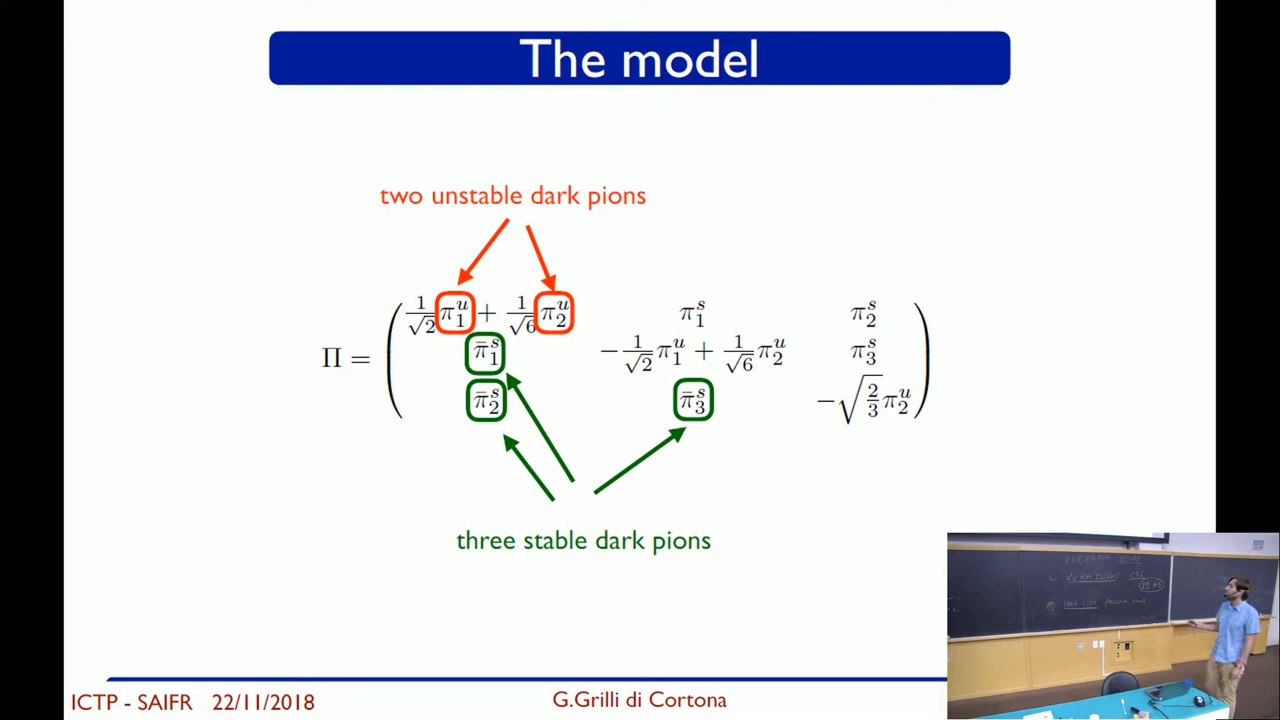 The model
two unstable dark pions
Π = ( 1/√2 π₁ᵘ + 1/√6 π₂ᵘ   π₁ˢ   π₂ˢ
π̄₁ˢ   −1/√2 π₁ᵘ + 1/√6 π₂ᵘ   π₃ˢ
π̄₂ˢ   π̄₃ˢ   −√2/3 π₂ᵘ )
three stable dark pions
ICTP - SAIFR 22/11/2018
G.Grilli di Cortona